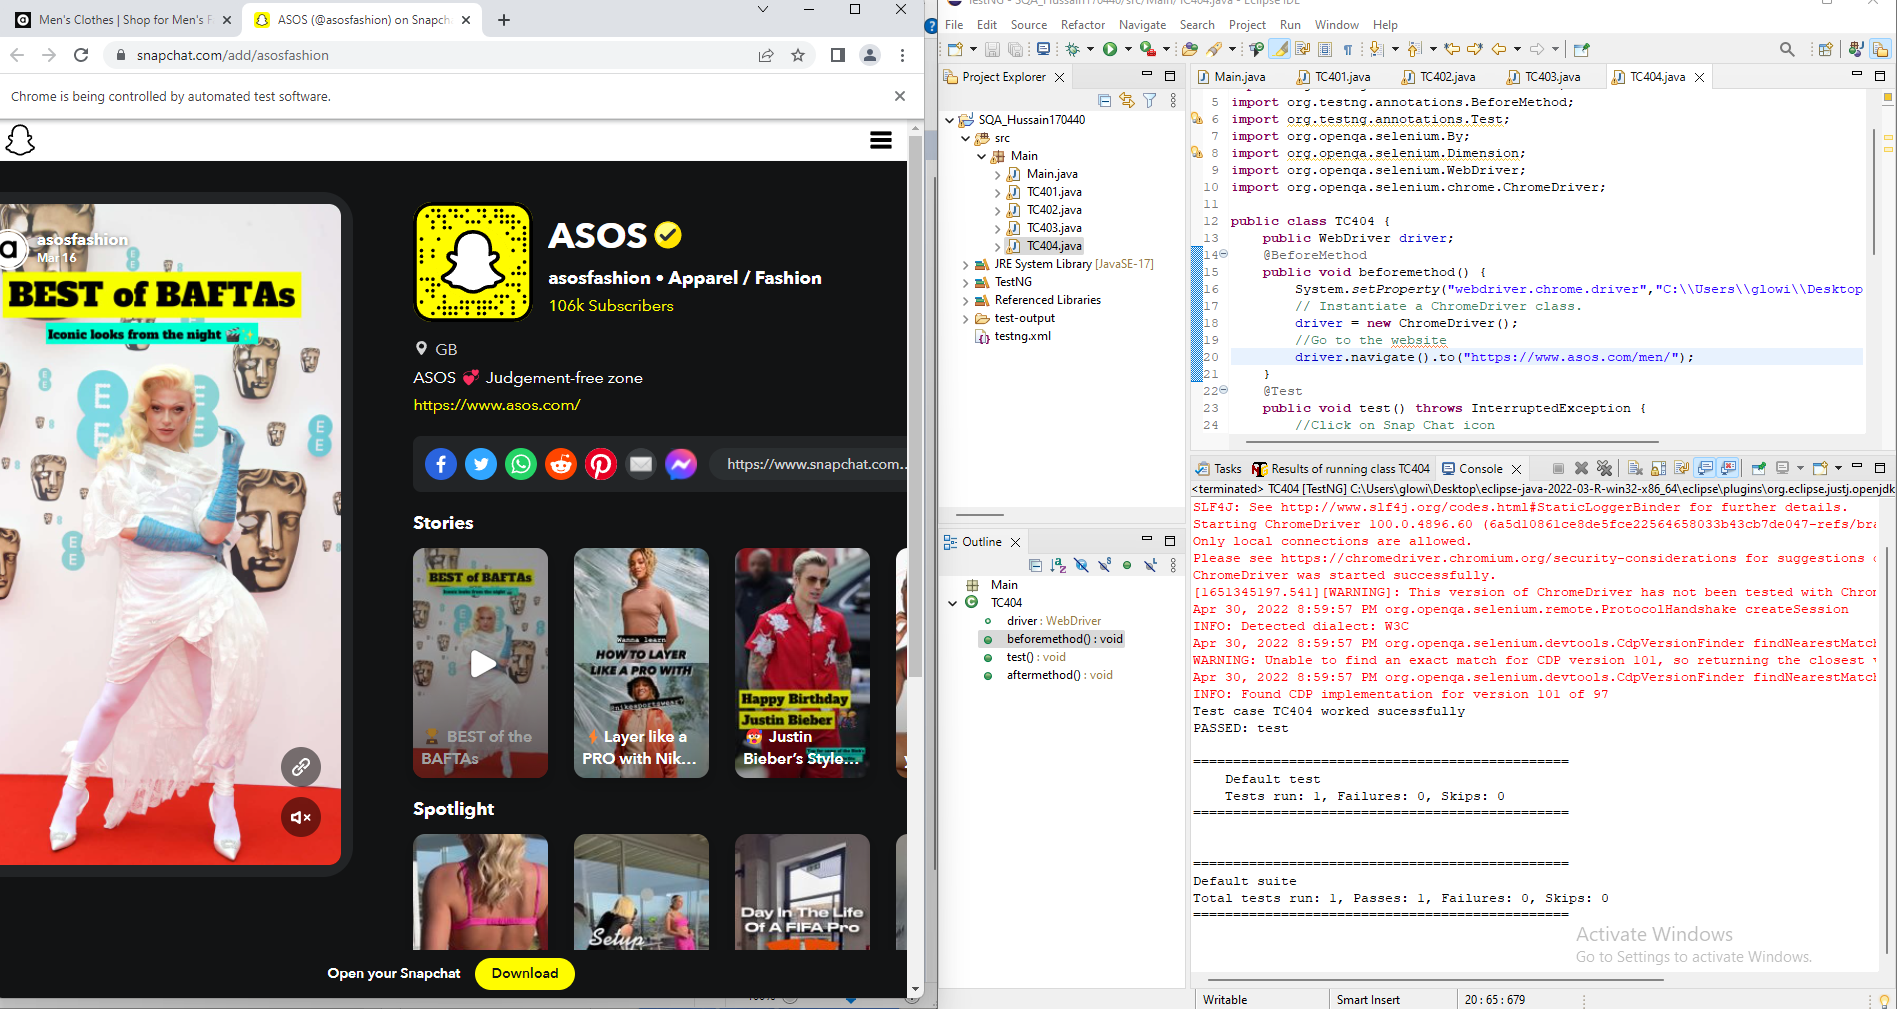 Men's Clothes | Shop for Men's F
ASOS (@asosfashion) on Snapch
snapchat.com/add/asosfashion
Chrome is being controlled by automated test software.
asosfashion
Mar 16
BEST of BAFTAs
Iconic looks from the night
ASOS
asosfashion • Apparel / Fashion
106k Subscribers
GB
ASOS 💞 Judgement-free zone
https://www.asos.com/
https://www.snapchat.com...
Stories
BEST of BAFTAs
Iconic looks from the night
🏆 BEST of the
BAFTAs
Wanna learn
HOW TO LAYER
LIKE A PRO WITH
@nikesportswear?
Layer like a
PRO with Nik...
Happy Birthday
Justin Bieber
Justin
Bieber's Style...
Spotlight
Setup
Day In The Life
Of A FIFA Pro
Open your Snapchat
Download
TestNG - SQA_Hussain170440/src/Main/TC404.java - Eclipse IDE
File Edit Source Refactor Navigate Search Project Run Window Help
Project Explorer
SQA_Hussain170440
src
Main
Main.java
TC401.java
TC402.java
TC403.java
TC404.java
JRE System Library [JavaSE-17]
TestNG
Referenced Libraries
test-output
testng.xml
Outline
Main
TC404
driver : WebDriver
beforemethod() : void
test() : void
aftermethod() : void
Main.java TC401.java TC402.java TC403.java TC404.java
5 import org.testng.annotations.BeforeMethod;
6 import org.testng.annotations.Test;
7 import org.openqa.selenium.By;
8 import org.openqa.selenium.Dimension;
9 import org.openqa.selenium.WebDriver;
10 import org.openqa.selenium.chrome.ChromeDriver;
11
12 public class TC404 {
13 public WebDriver driver;
14 @BeforeMethod
15 public void beforemethod() {
16 System.setProperty("webdriver.chrome.driver","C:\\Users\\glowi\\Desktop
17 // Instantiate a ChromeDriver class.
18 driver = new ChromeDriver();
19 //Go to the website
20 driver.navigate().to("https://www.asos.com/men/");
21 }
22 @Test
23 public void test() throws InterruptedException {
24 //Click on Snap Chat icon
Tasks Results of running class TC404 Console
<terminated> TC404 [TestNG] C:\Users\glowi\Desktop\eclipse-java-2022-03-R-win32-x86_64\eclipse\plugins\org.eclipse.justj.openjdk
SLF4J: See http://www.slf4j.org/codes.html#StaticLoggerBinder for further details.
Starting ChromeDriver 100.0.4896.60 (6a5d10861ce8de5fce22564658033b43cb7de047-refs/bra
Only local connections are allowed.
Please see https://chromedriver.chromium.org/security-considerations for suggestions
ChromeDriver was started successfully.
[1651345197.541][WARNING]: This version of ChromeDriver has not been tested with Chrom
Apr 30, 2022 8:59:57 PM org.openqa.selenium.remote.ProtocolHandshake createSession
INFO: Detected dialect: W3C
Apr 30, 2022 8:59:57 PM org.openqa.selenium.devtools.CdpVersionFinder findNearestMatch
WARNING: Unable to find an exact match for CDP version 101, so returning the closest
Apr 30, 2022 8:59:57 PM org.openqa.selenium.devtools.CdpVersionFinder findNearestMatch
INFO: Found CDP implementation for version 101 of 97
Test case TC404 worked sucessfully
PASSED: test
===============================================
Default test
Tests run: 1, Failures: 0, Skips: 0
===============================================
===============================================
Default suite
Total tests run: 1, Passes: 1, Failures: 0, Skips: 0
===============================================
Activate Windows
Go to Settings to activate Windows.
Writable Smart Insert 20 : 65 : 679